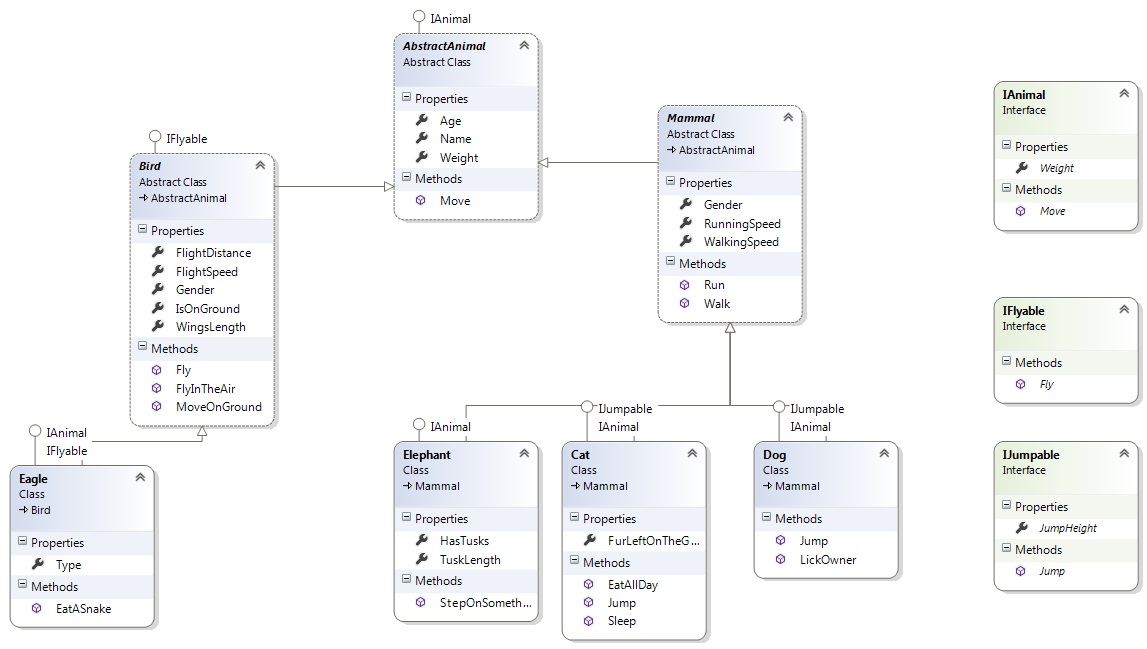 IAnimal
AbstractAnimal
Abstract Class
Properties
Age
Name
Weight
Methods
Move
IFlyable
Bird
Abstract Class
AbstractAnimal
Properties
FlightDistance
FlightSpeed
Gender
IsOnGround
WingsLength
Methods
Fly
FlyInTheAir
MoveOnGround
Mammal
Abstract Class
AbstractAnimal
Properties
Gender
RunningSpeed
WalkingSpeed
Methods
Run
Walk
IAnimal
Interface
Properties
Weight
Methods
Move
IFlyable
Interface
Methods
Fly
IAnimal
IFlyable
Eagle
Class
Bird
Properties
Type
Methods
EatASnake
IAnimal
Elephant
Class
Mammal
Properties
HasTusks
TuskLength
Methods
StepOnSometh...
IJumpable
IAnimal
Cat
Class
Mammal
Properties
FurLeftOnTheG...
Methods
EatAllDay
Jump
Sleep
IJumpable
IAnimal
Dog
Class
Mammal
Methods
Jump
LickOwner
IJumpable
Interface
Properties
JumpHeight
Methods
Jump